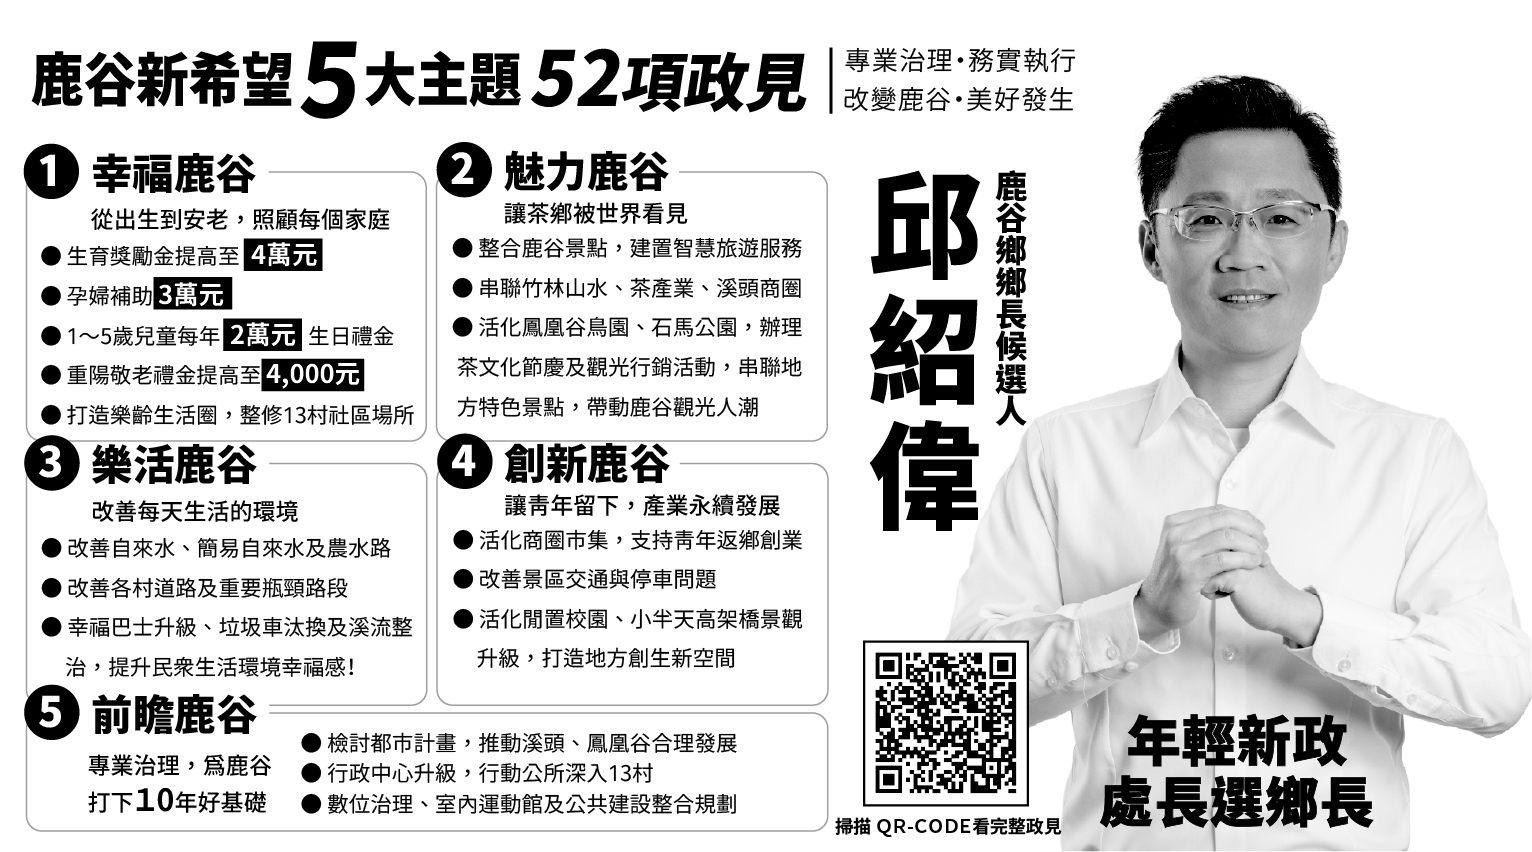 鹿谷新希望5大主題52項政見
專業治理・務實執行
改變鹿谷・美好發生
1 幸福鹿谷
從出生到安老，照顧每個家庭
●生育獎勵金提高至 4萬元
●孕婦補助3萬元
●1～5歲兒童每年 2萬元 生日禮金
●重陽敬老禮金提高至4,000元
●打造樂齡生活圈，整修13村社區場所
2 魅力鹿谷
讓茶鄉被世界看見
●整合鹿谷景點，建置智慧旅遊服務
●串聯竹林山水、茶產業、溪頭商圈
●活化鳳凰谷鳥園、石馬公園，辦理
茶文化節慶及觀光行銷活動，串聯地
方特色景點，帶動鹿谷觀光人潮
3 樂活鹿谷
改善每天生活的環境
●改善自來水、簡易自來水及農水路
●改善各村道路及重要瓶頸路段
●幸福巴士升級、垃圾車汰換及溪流整
治，提升民眾生活環境幸福感！
4 創新鹿谷
讓青年留下，產業永續發展
●活化商圈市集，支持青年返鄉創業
●改善景區交通與停車問題
●活化閒置校園、小半天高架橋景觀
升級，打造地方創生新空間
5 前瞻鹿谷
專業治理，為鹿谷
打下10年好基礎
●檢討都市計畫，推動溪頭、鳳凰谷合理發展
●行政中心升級，行動公所深入13村
●數位治理、室內運動館及公共建設整合規劃
邱紹偉
鹿谷鄉鄉長候選人
掃描 QR-CODE看完整政見
年輕新政
處長選鄉長